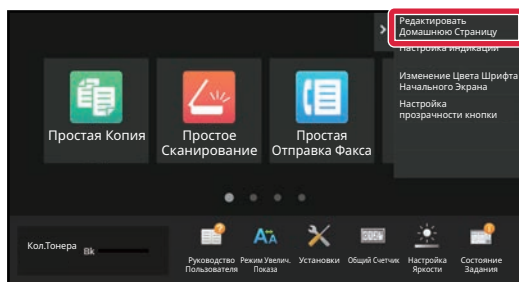 Редактировать
Домашнюю Страницу
Настройка индикации
Изменение Цвета Шрифта
Начального Экрана
Настройка
прозрачности кнопки
Простая Копия
Простое
Сканирование
Простая
Отправка Факса
Кол.Тонера
Bk
Руководство
Пользователя
Режим Увелич.
Показа
Установки
Общий Счетчик
Настройка
Яркости
Состояние
Задания